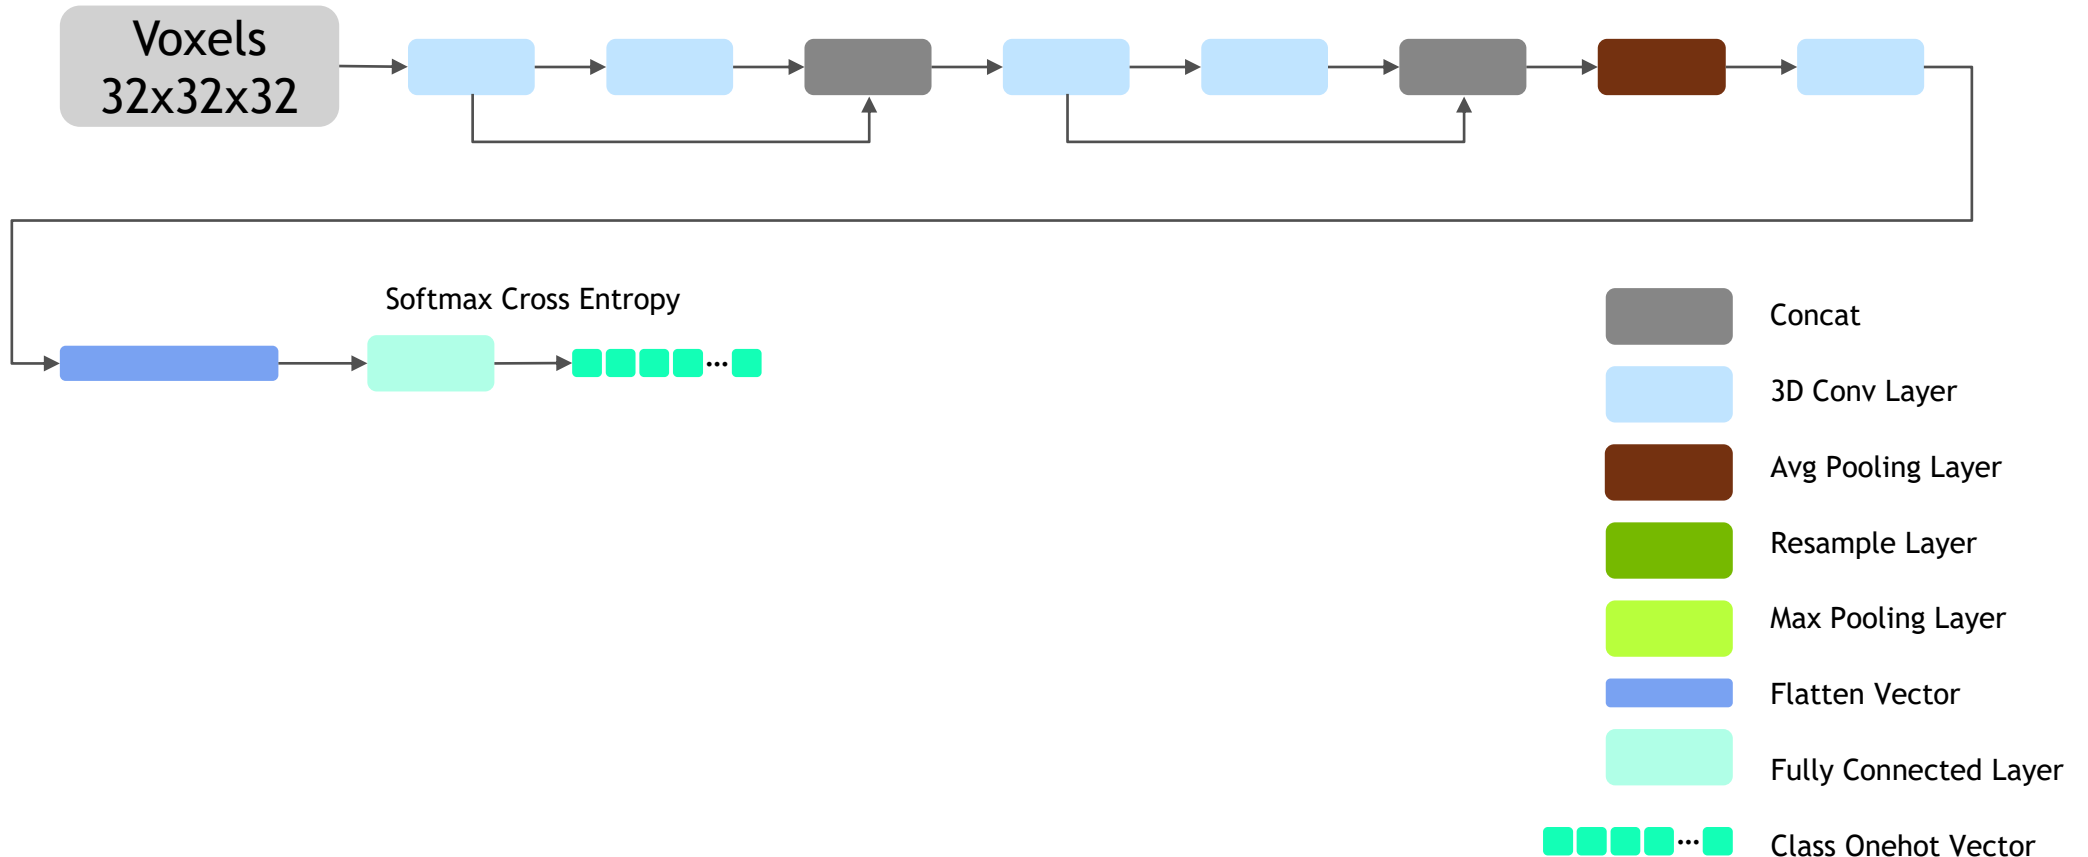 Voxels
32x32x32
Softmax Cross Entropy
...
Concat
3D Conv Layer
Avg Pooling Layer
Resample Layer
Max Pooling Layer
Flatten Vector
Fully Connected Layer
...
Class Onehot Vector